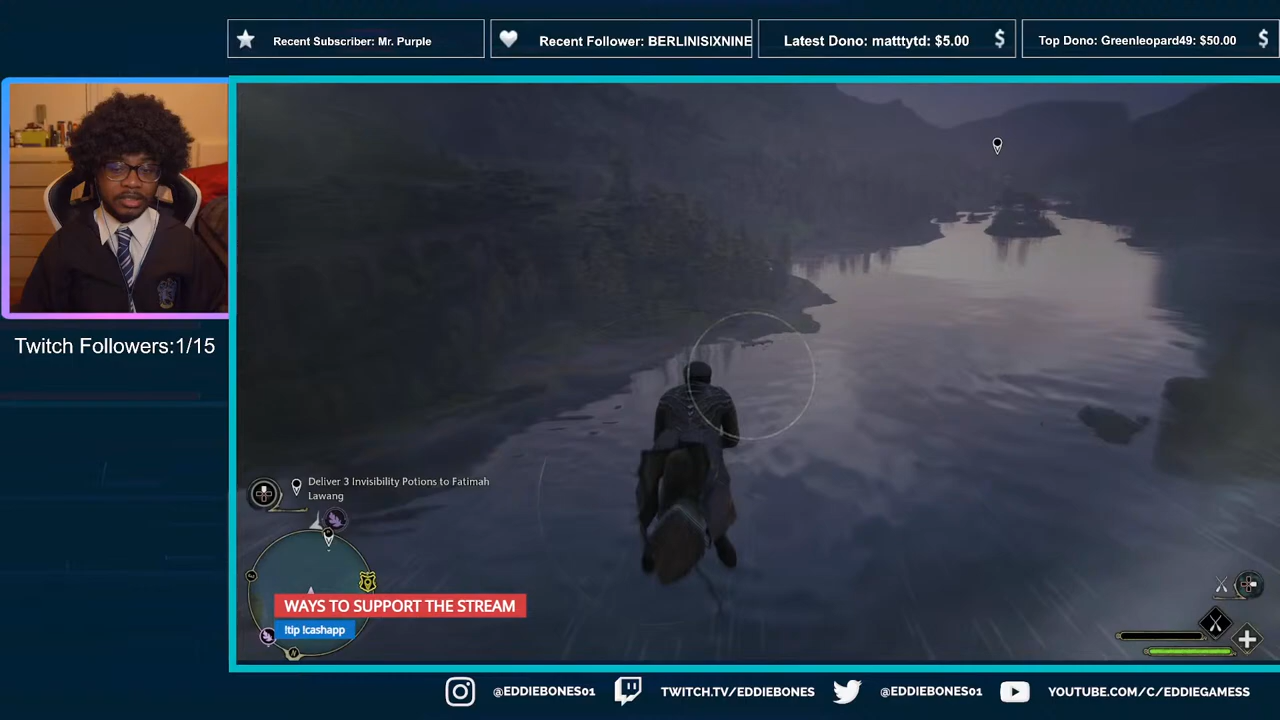 Recent Subscriber: Mr. Purple
Recent Follower: BERLINISIXNINE
Latest Dono: matttytd: $5.00
$
Top Dono: Greenleopard49: $50.00
$
Twitch Followers:1/15
Deliver 3 Invisibility Potions to Fatimah
Lawang
N
WAYS TO SUPPORT THE STREAM
!tip !cashapp
@EDDIEBONES01
TWITCH.TV/EDDIEBONES
@EDDIEBONES01
YOUTUBE.COM/C/EDDIEGAMESS